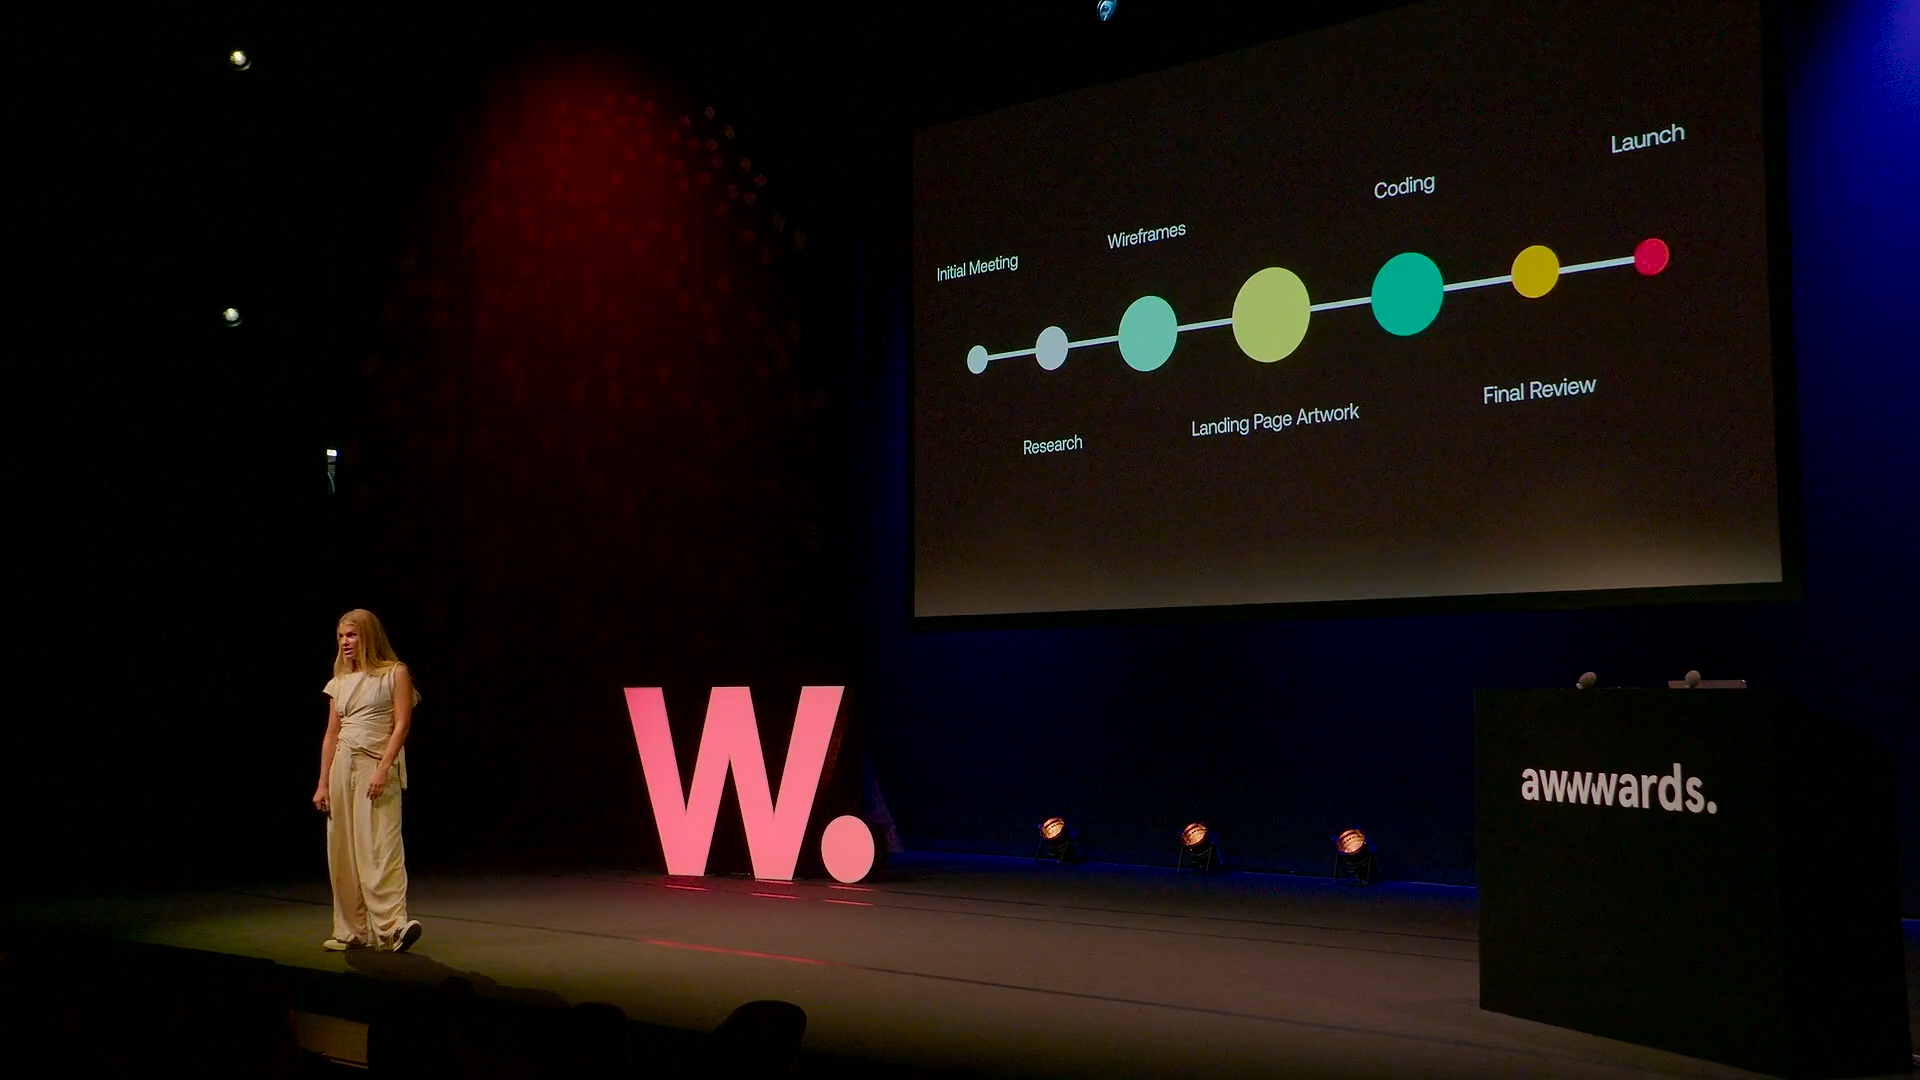 Initial Meeting
Research
Wireframes
Landing Page Artwork
Coding
Final Review
Launch
W.
awwwards.